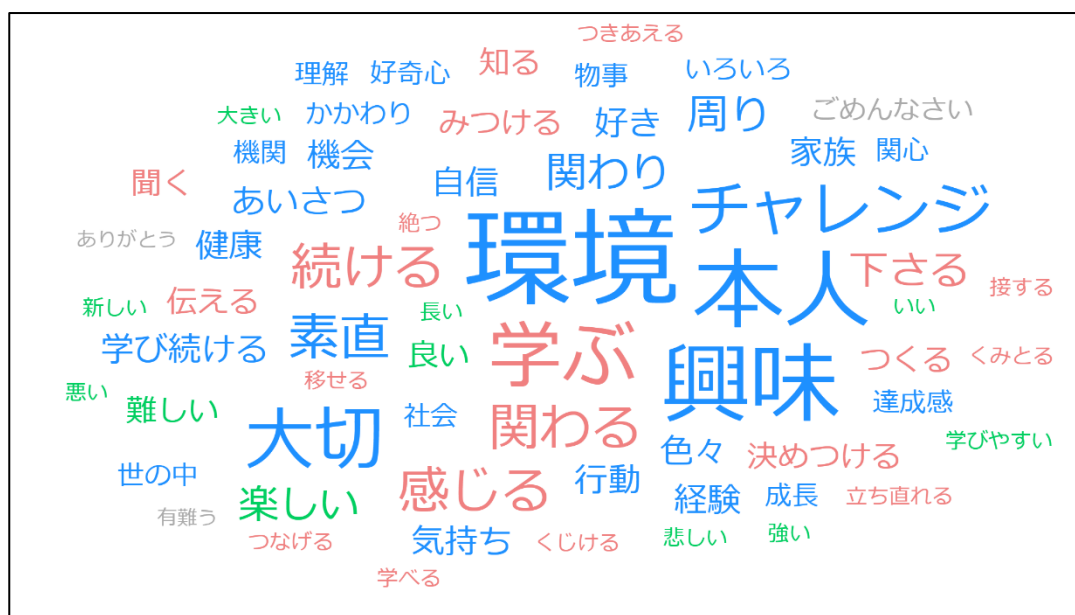 つきあえる
理解 好奇心 知る 物事 いろいろ
大きい かかわり みつける 好き 周り ごめんなさい
機関 機会 自信 関わり 家族 関心
聞く あいさつ 環境 チャレンジ
ありがとう 健康 続ける 絶つ 本人 下さる 接する
新しい 伝える 長い いい
学び続ける 素直 良い 学ぶ 興味 つくる くみとる
悪い 難しい 移せる 社会 関わる 達成感
大切 色々 決めつける 学びやすい
世の中 楽しい 感じる 行動 経験 成長 立ち直れる
有難う つなげる 気持ち くじける 悲しい 強い
学べる